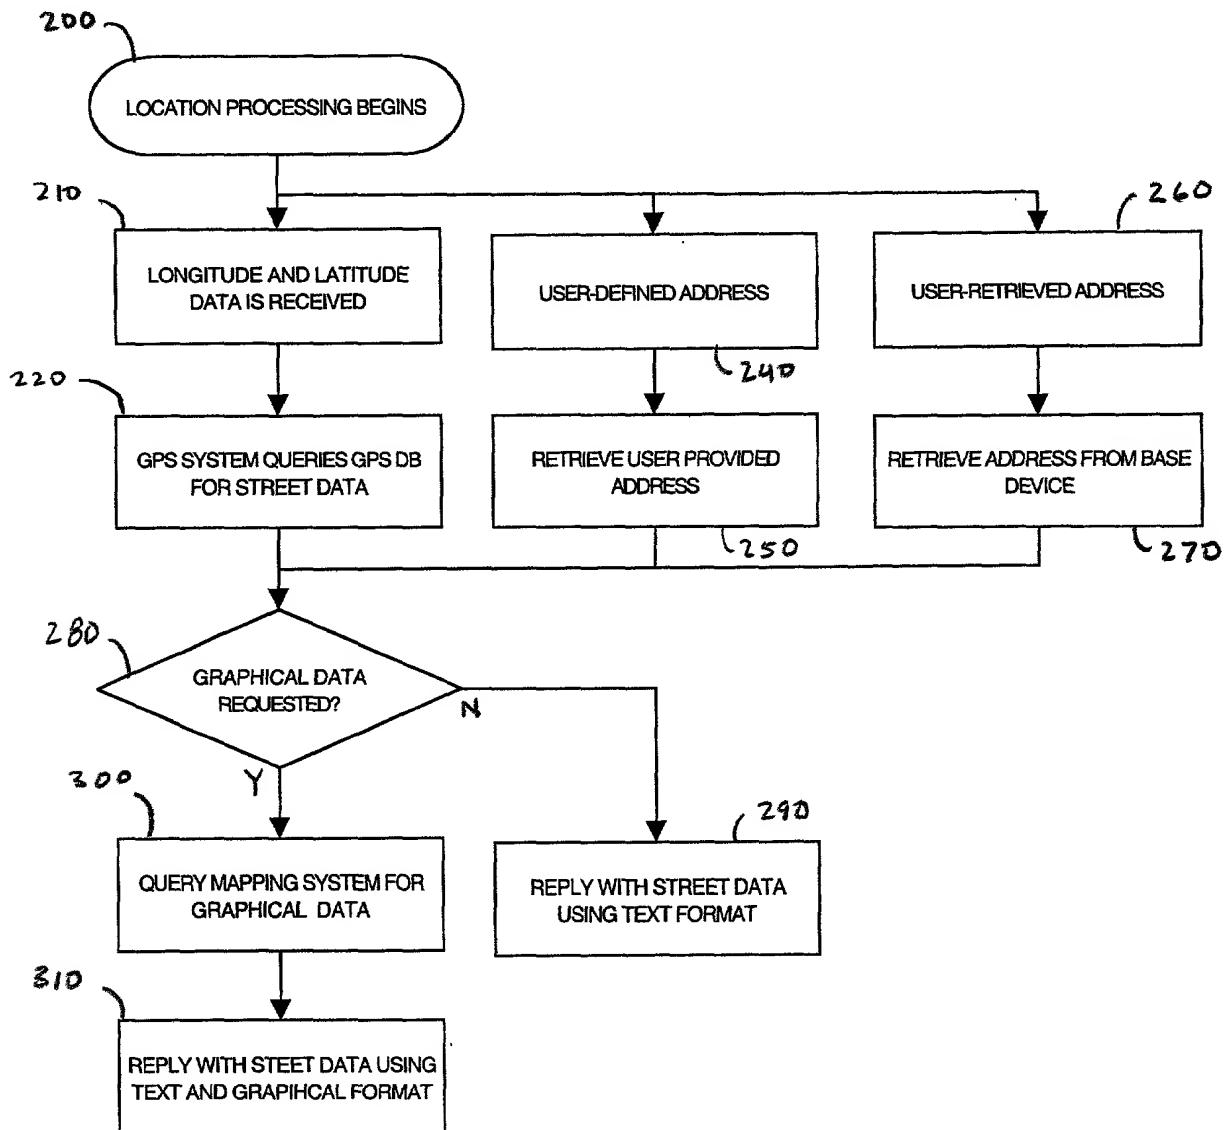 200
LOCATION PROCESSING BEGINS
210
LONGITUDE AND LATITUDE
DATA IS RECEIVED
USER-DEFINED ADDRESS
240
260
USER-RETRIEVED ADDRESS
220
GPS SYSTEM QUERIES GPS DB
FOR STREET DATA
RETRIEVE USER PROVIDED
ADDRESS
250
RETRIEVE ADDRESS FROM BASE
DEVICE
270
280
GRAPHICAL DATA
REQUESTED?
N
Y
300
QUERY MAPPING SYSTEM FOR
GRAPHICAL DATA
290
REPLY WITH STREET DATA
USING TEXT FORMAT
310
REPLY WITH STEET DATA USING
TEXT AND GRAPIHCAL FORMAT